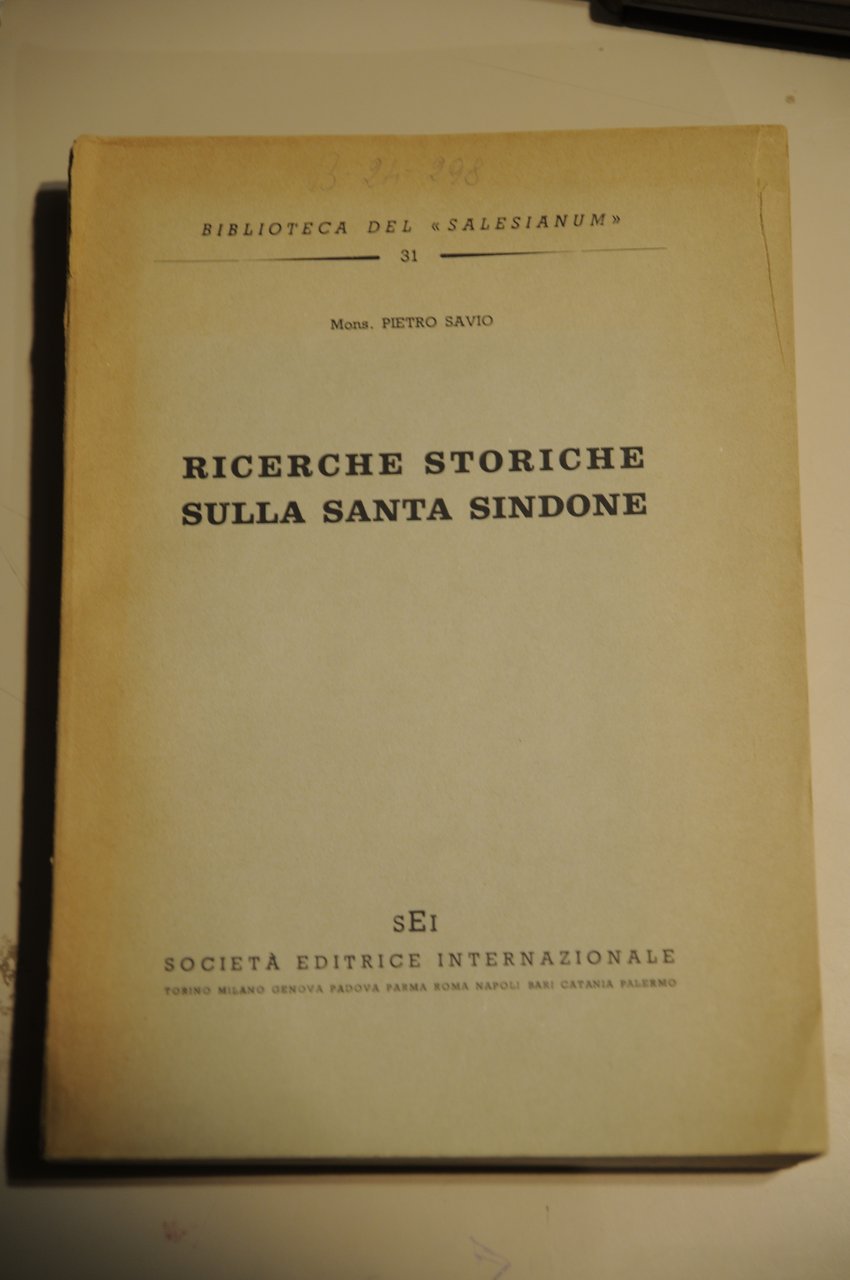 B-24-298
BIBLIOTECA DEL «SALESIANUM»
31
Mons. PIETRO SAVIO
RICERCHE STORICHE
SULLA SANTA SINDONE
SEI
SOCIETÀ EDITRICE INTERNAZIONALE
TORINO MILANO GENOVA PADOVA PARMA ROMA NAPOLI BARI CATANIA PALERMO